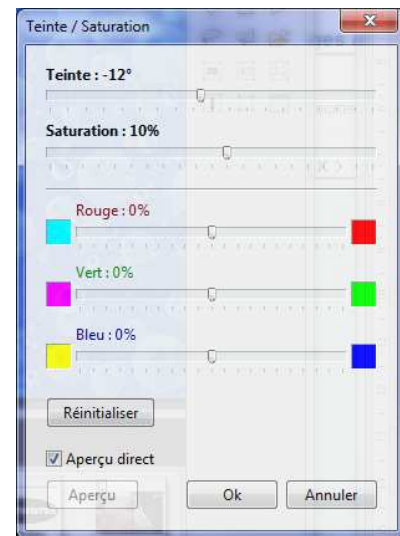 Teinte / Saturation
Teinte : -12°
Saturation : 10%
Rouge : 0%
Vert : 0%
Bleu : 0%
Réinitialiser
Aperçu direct
Aperçu Ok Annuler